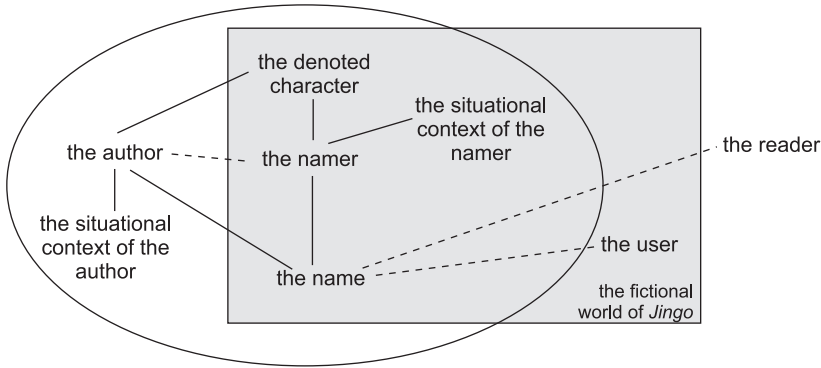 the denoted
character
the situational
context of the
namer
the author
the namer
the reader
the situational
context of the
author
the user
the name
the fictional
world of Jingo